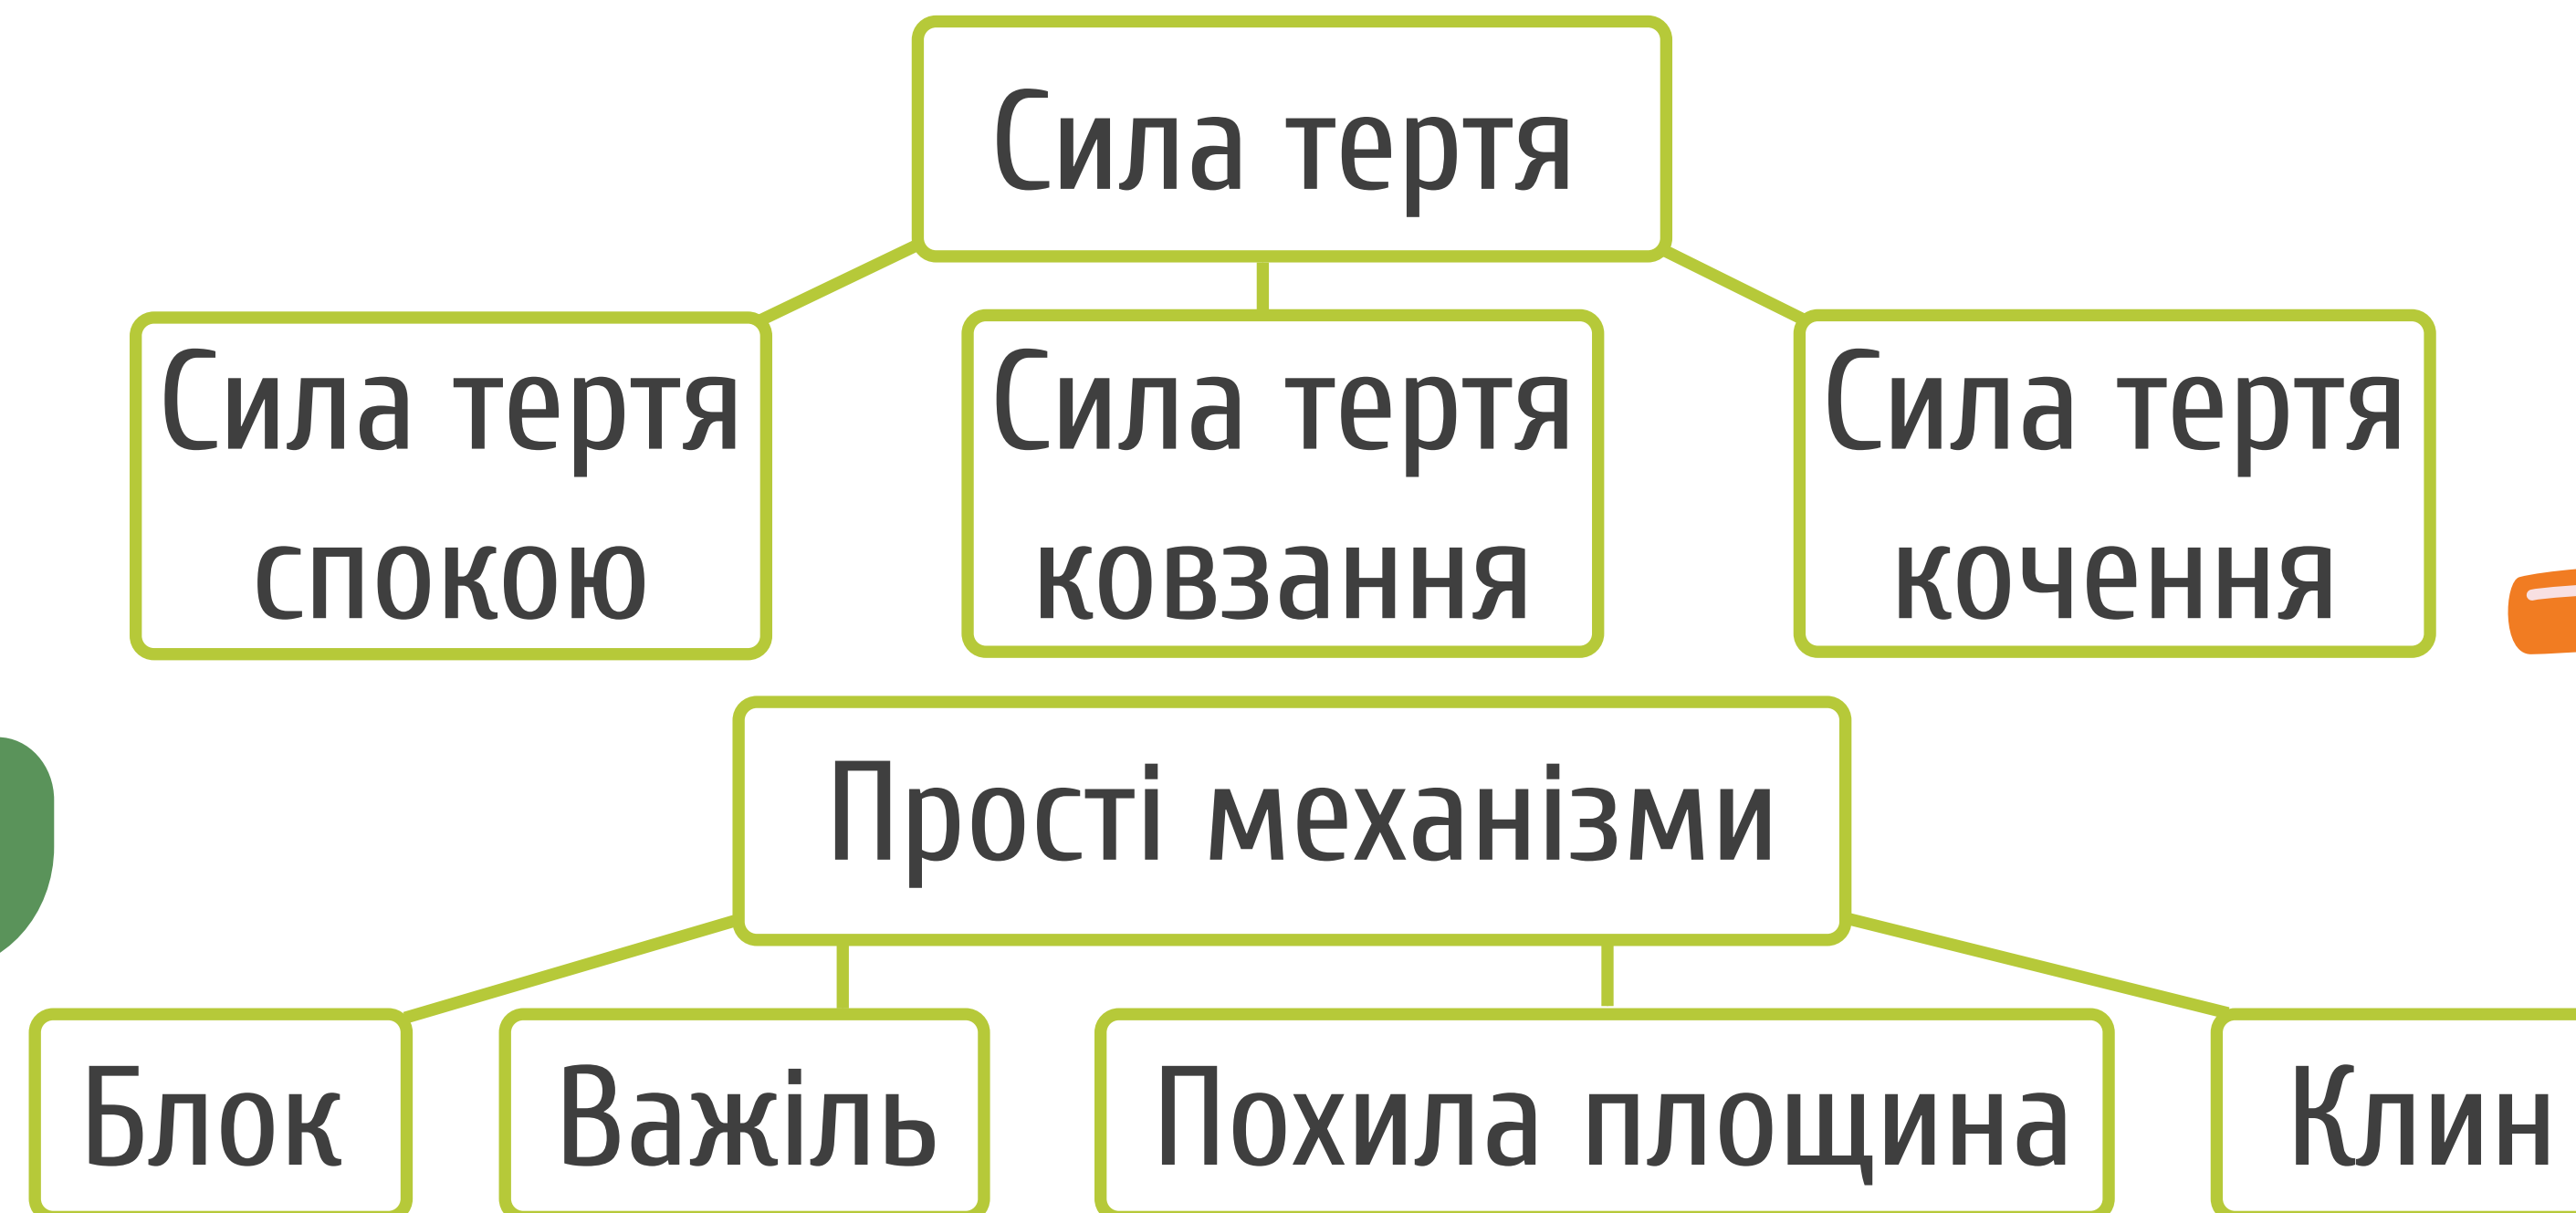 Сила тертя
Сила тертя
спокою
Сила тертя
ковзання
Сила тертя
кочення
Прості механізми
Блок
Важіль
Похила площина
Клин